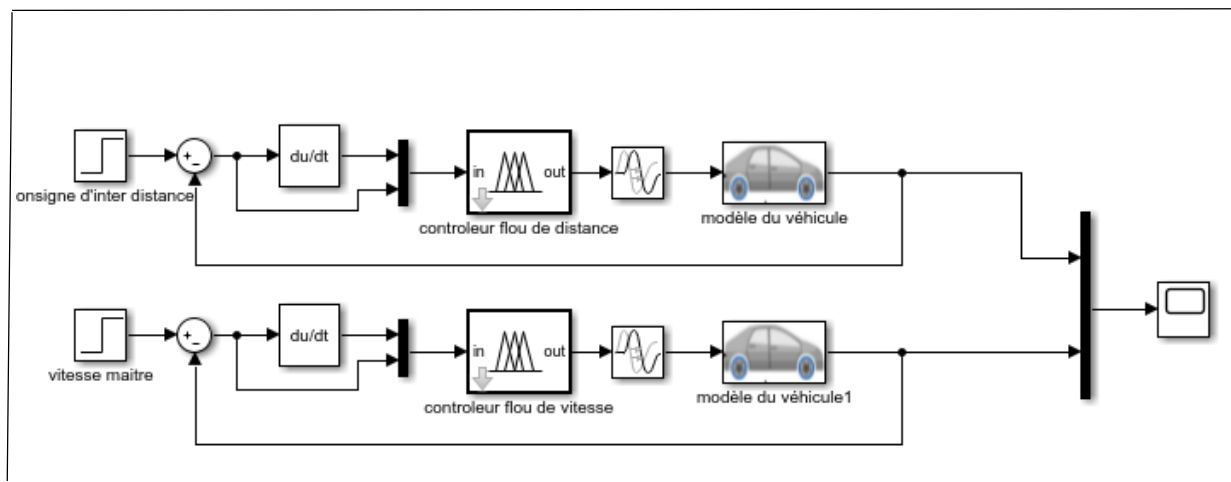 du/dt
in
out
onsigne d'inter distance
controleur flou de distance
modèle du véhicule
du/dt
in
out
vitesse maitre
controleur flou de vitesse
modèle du véhicule1